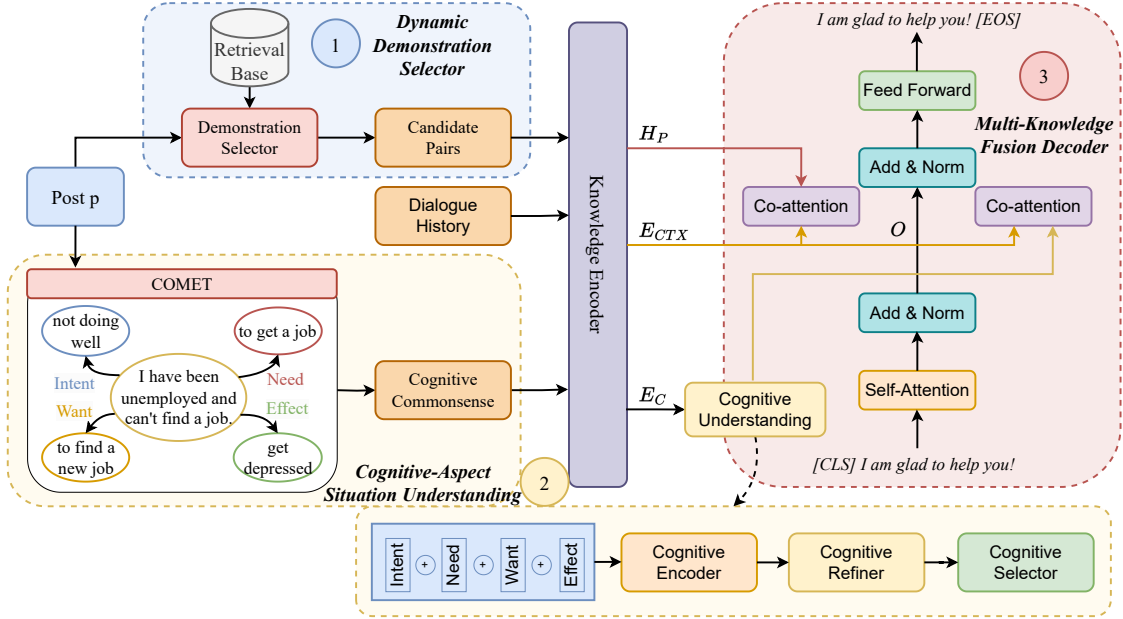 Retrieval
Base
1
Dynamic
Demonstration
Selector
Demonstration
Selector
Candidate
Pairs
Post p
Dialogue
History
COMET
not doing
well
to get a job
I have been
unemployed and
can't find a job.
Intent
Need
Want
Effect
to find a
new job
get
depressed
Cognitive
Commonsense
Cognitive-Aspect
Situation Understanding
2
Knowledge Encoder
H_P
E_CTX
E_C
Cognitive
Understanding
I am glad to help you! [EOS]
Feed Forward
3
Multi-Knowledge
Fusion Decoder
Add & Norm
Co-attention
Co-attention
O
Add & Norm
Self-Attention
[CLS] I am glad to help you!
Intent + Need + Want + Effect
Cognitive
Encoder
Cognitive
Refiner
Cognitive
Selector